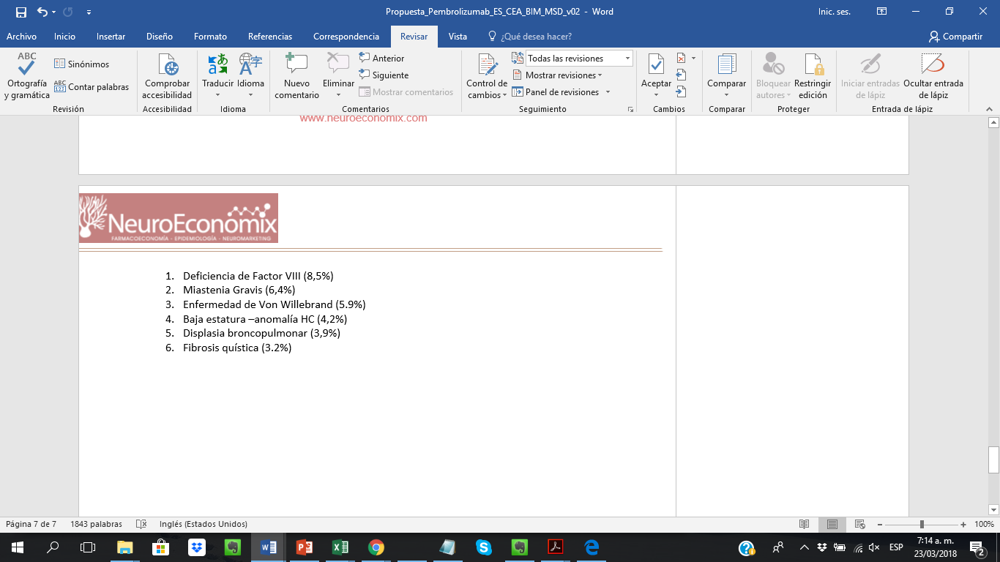 Propuesta_Pembrolizumab_ES_CEA_BIM_MSD_v02 - Word
Inic. ses.
Archivo
Inicio
Insertar
Diseño
Formato
Referencias
Correspondencia
Revisar
Vista
¿Qué desea hacer?
Compartir
ABC
Ortografía
y gramática
Sinónimos
ABC
123
Contar palabras
Revisión
Comprobar
accesibilidad
Accesibilidad
Traducir
Idioma
Idioma
Nuevo
comentario
Eliminar
Anterior
Siguiente
Mostrar comentarios
Comentarios
Control de
cambios
Todas las revisiones
Mostrar revisiones
Panel de revisiones
Seguimiento
Aceptar
Cambios
Comparar
Comparar
Bloquear
autores
Restringir
edición
Proteger
Iniciar entradas
de lápiz
Ocultar entrada
de lápiz
Entrada de lápiz
www.neuroeconomix.com
NeuroEconomix
FARMACOECONOMÍA - EPIDEMIOLOGÍA - NEUROMARKETING
1. Deficiencia de Factor VIII (8,5%)
2. Miastenia Gravis (6,4%)
3. Enfermedad de Von Willebrand (5.9%)
4. Baja estatura –anomalía HC (4,2%)
5. Displasia broncopulmonar (3,9%)
6. Fibrosis quística (3.2%)
Página 7 de 7
1843 palabras
Inglés (Estados Unidos)
100%
ESP
7:14 a. m.
23/03/2018
2